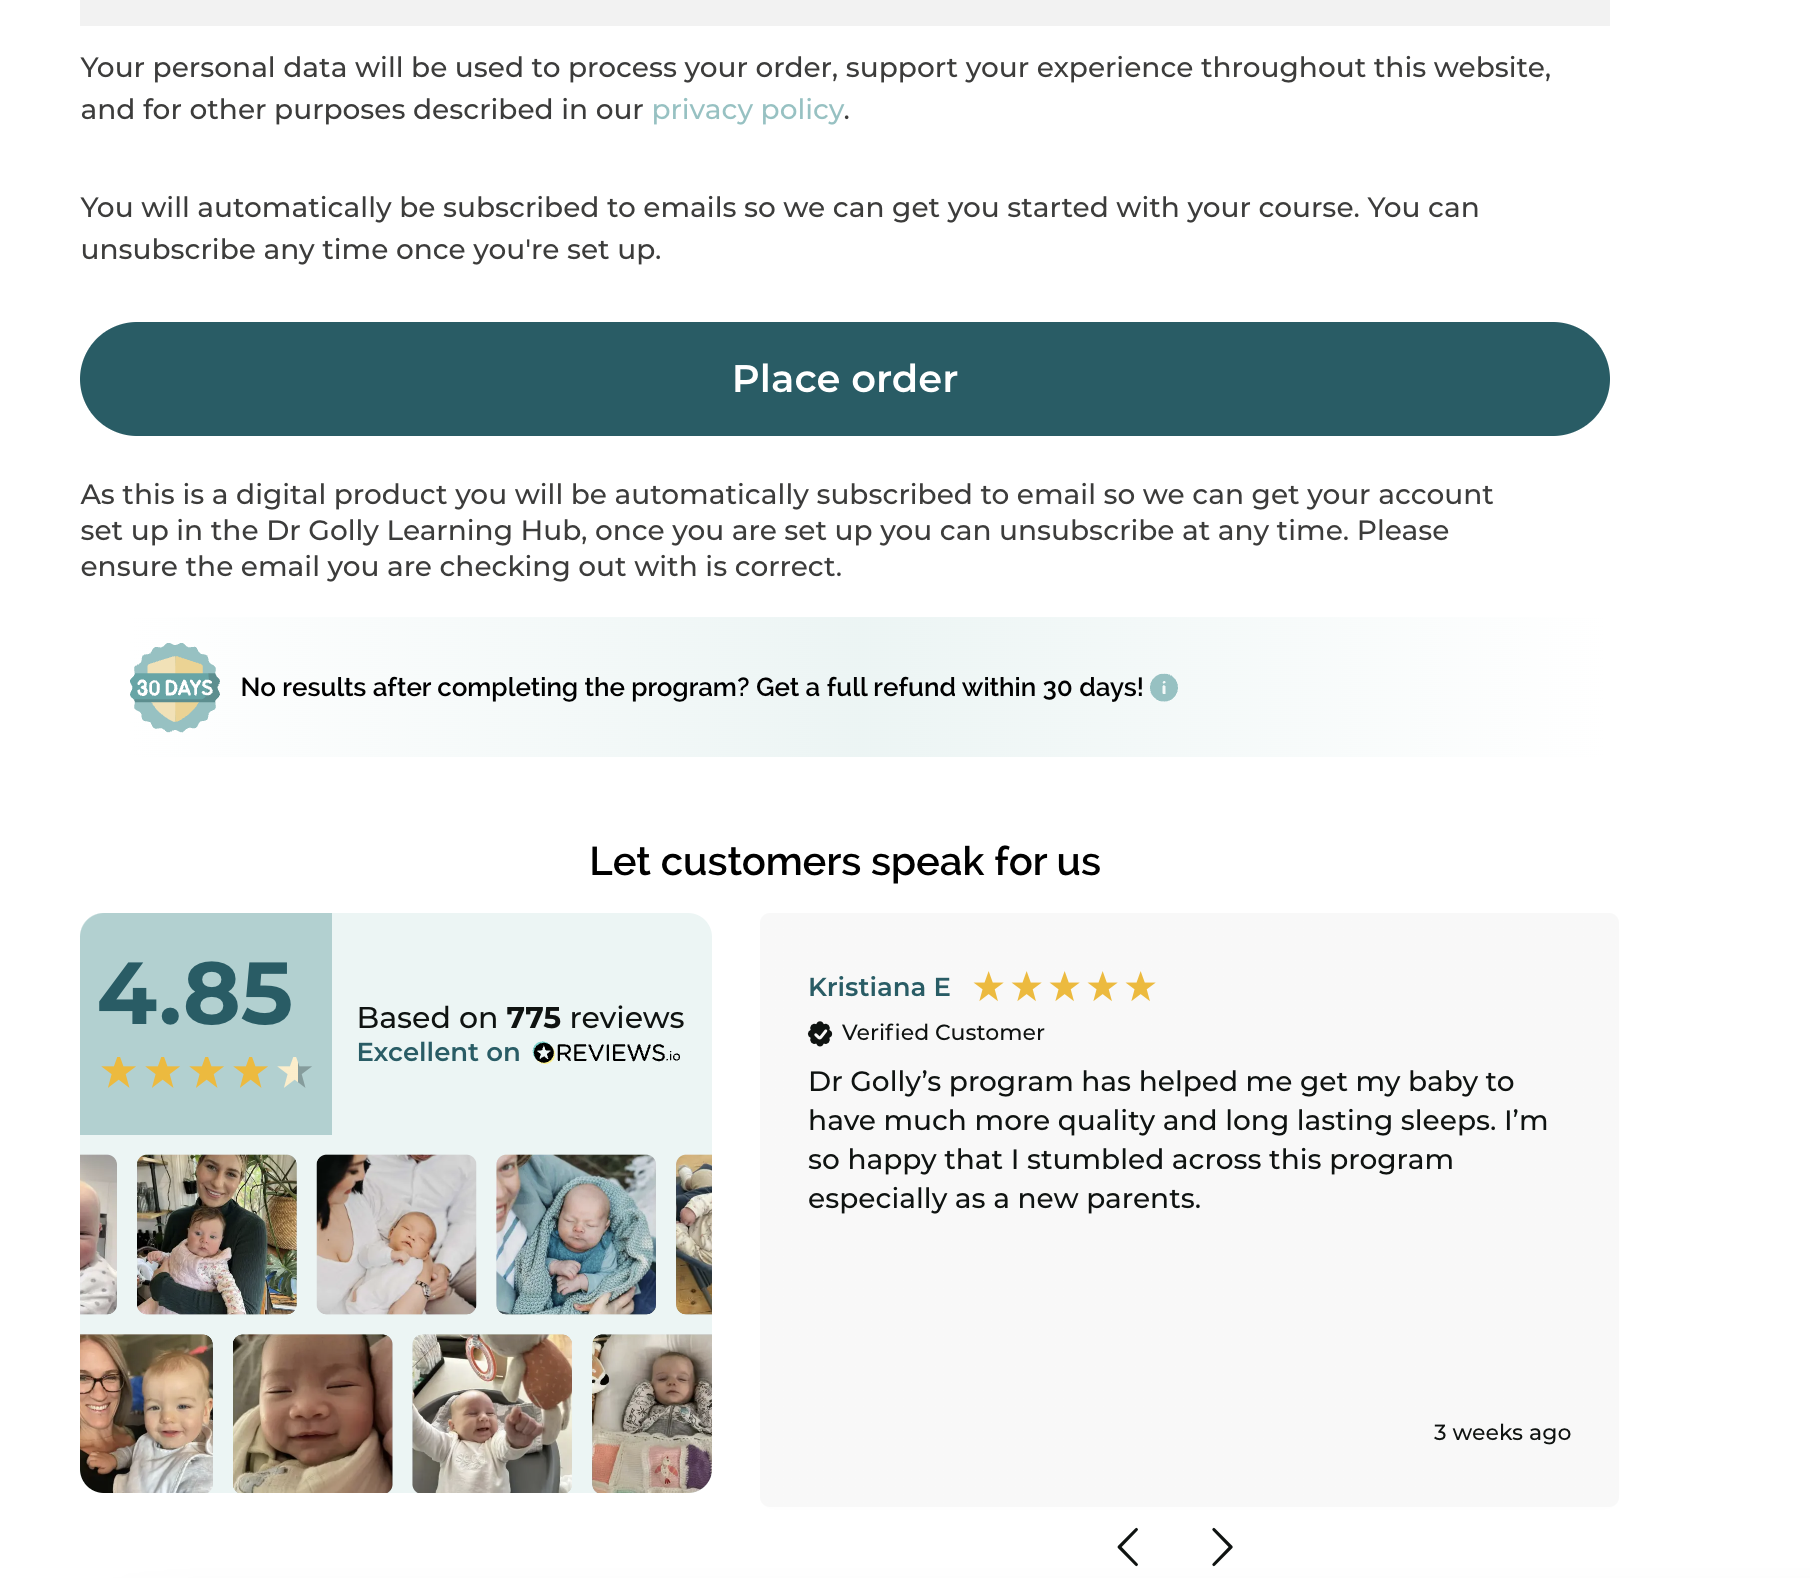 Your personal data will be used to process your order, support your experience throughout this website,
and for other purposes described in our privacy policy.
You will automatically be subscribed to emails so we can get you started with your course. You can
unsubscribe any time once you're set up.
Place order
As this is a digital product you will be automatically subscribed to email so we can get your account
set up in the Dr Golly Learning Hub, once you are set up you can unsubscribe at any time. Please
ensure the email you are checking out with is correct.
30 DAYS
No results after completing the program? Get a full refund within 30 days! i
Let customers speak for us
4.85
Based on 775 reviews
Excellent on REVIEWS.io
Kristiana E
Verified Customer
Dr Golly’s program has helped me get my baby to
have much more quality and long lasting sleeps. I’m
so happy that I stumbled across this program
especially as a new parents.
3 weeks ago